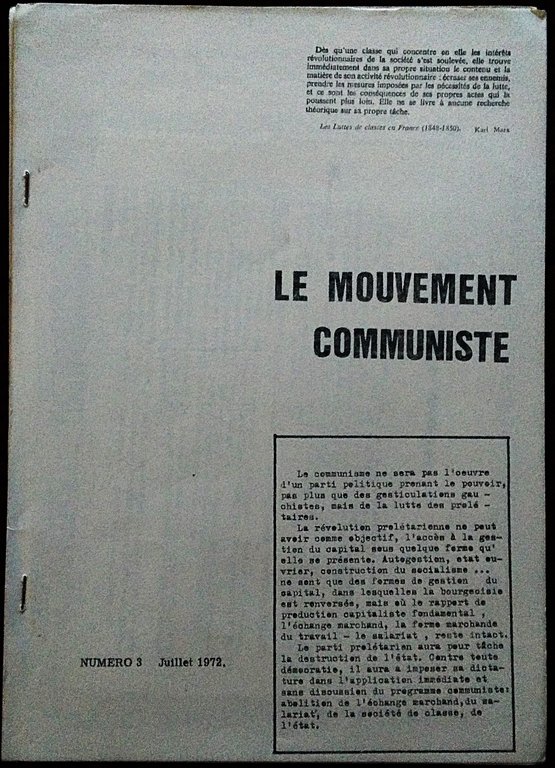 Dès qu'une classe qui concentre en elle les intérêts
révolutionnaires de la société s'est soulevée, elle trouve
immédiatement dans sa propre situation le contenu et la
matière de son activité révolutionnaire : écraser ses ennemis,
prendre les mesures imposées par les nécessités de la lutte,
et ce sont les conséquences de ses propres actes qui la
poussent plus loin. Elle ne se livre à aucune recherche
théorique sur sa propre tâche.
Les Luttes de classes en France (1848-1850). Karl Marx
LE MOUVEMENT
COMMUNISTE
Le communisme ne sera pas l'oeuvre
d'un parti politique prenant le pouvoir,
pas plus que des gesticulations gau -
chistes, mais de la lutte des prolé -
taires.
La révolution prolétarienne ne peut
avoir comme objectif, l'accès à la ges-
tion du capital sous quelque forme qu'
elle se présente. Autogestion, etat ou-
vrier, construction du socialisme ...
ne sont que des formes de gestion du
capital, dans lesquelles la bourgeoisie
est renversée, mais où le rapport de
production capitaliste fondamental ,
l'échange marchand, la forme marchande
du travail - le salariat , reste intact.
Le parti prolétarien aura pour tâche
la destruction de l'état. Contre toute
démocratie, il aura a imposer sa dicta-
ture dans l'application immédiate et
sans discussion du programme communiste:
abolition de l'échange marchand,du sa-
lariat, de la société de classe, de
l'état.
NUMERO 3 Juillet 1972.